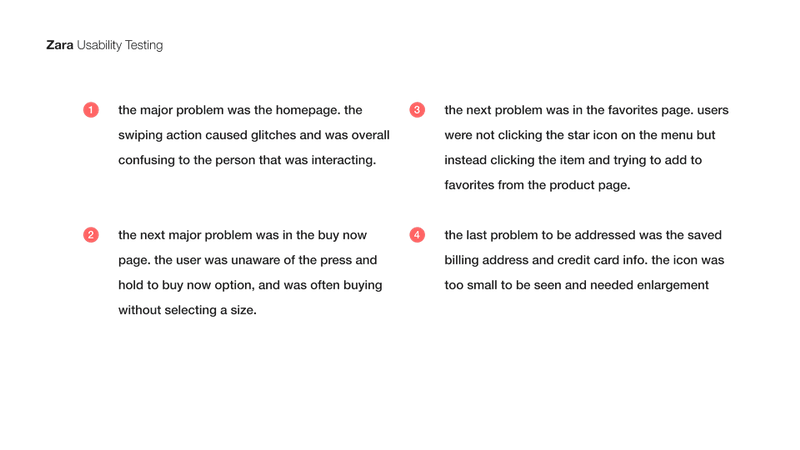 Zara Usability Testing
1 the major problem was the homepage. the
swiping action caused glitches and was overall
confusing to the person that was interacting.
2 the next major problem was in the buy now
page. the user was unaware of the press and
hold to buy now option, and was often buying
without selecting a size.
3 the next problem was in the favorites page. users
were not clicking the star icon on the menu but
instead clicking the item and trying to add to
favorites from the product page.
4 the last problem to be addressed was the saved
billing address and credit card info. the icon was
too small to be seen and needed enlargement